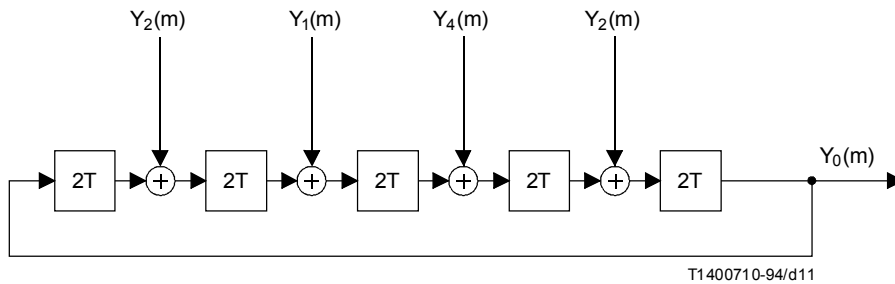 Y₂(m) Y₁(m) Y₄(m) Y₂(m)
2T + 2T + 2T + 2T + 2T Y₀(m)
T1400710-94/d11